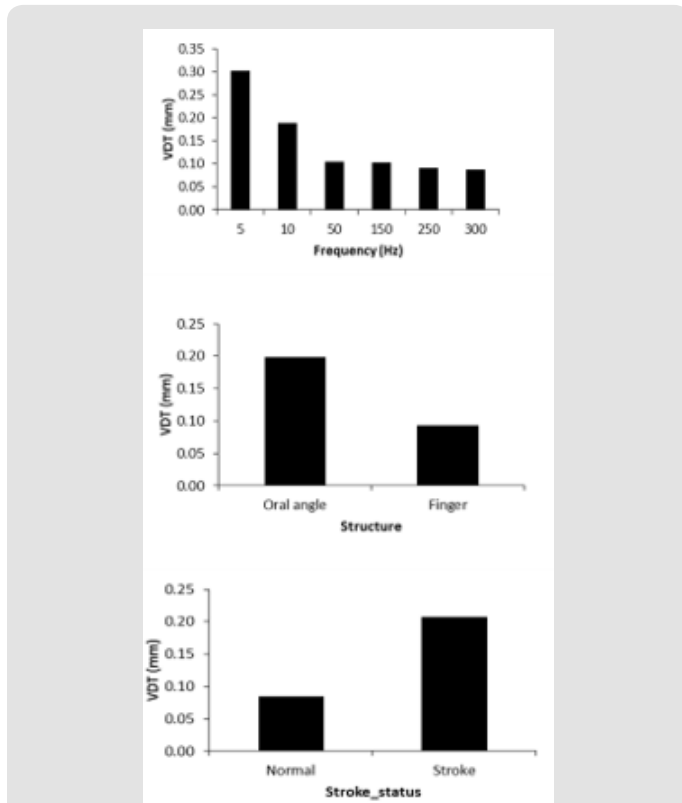 0.35
0.30
0.25
0.20
0.15
0.10
0.05
0.00
VDT (mm)
5 10 50 150 250 300
Frequency (Hz)
0.25
0.20
0.15
0.10
0.05
0.00
VDT (mm)
Oral angle Finger
Structure
0.25
0.20
0.15
0.10
0.05
0.00
VDT (mm)
Normal Stroke
Stroke_status